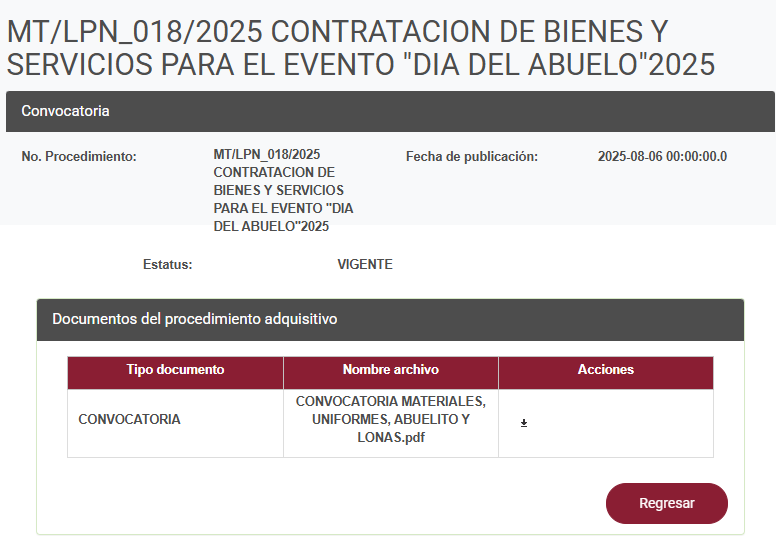 MT/LPN_018/2025 CONTRATACION DE BIENES Y
SERVICIOS PARA EL EVENTO "DIA DEL ABUELO"2025
Convocatoria
No. Procedimiento:
MT/LPN_018/2025
CONTRATACION DE
BIENES Y SERVICIOS
PARA EL EVENTO "DIA
DEL ABUELO"2025
Fecha de publicación:
2025-08-06 00:00:00.0
Estatus:
VIGENTE
Documentos del procedimiento adquisitivo
Tipo documento
Nombre archivo
Acciones
CONVOCATORIA
CONVOCATORIA MATERIALES,
UNIFORMES, ABUELITO Y
LONAS.pdf
Regresar